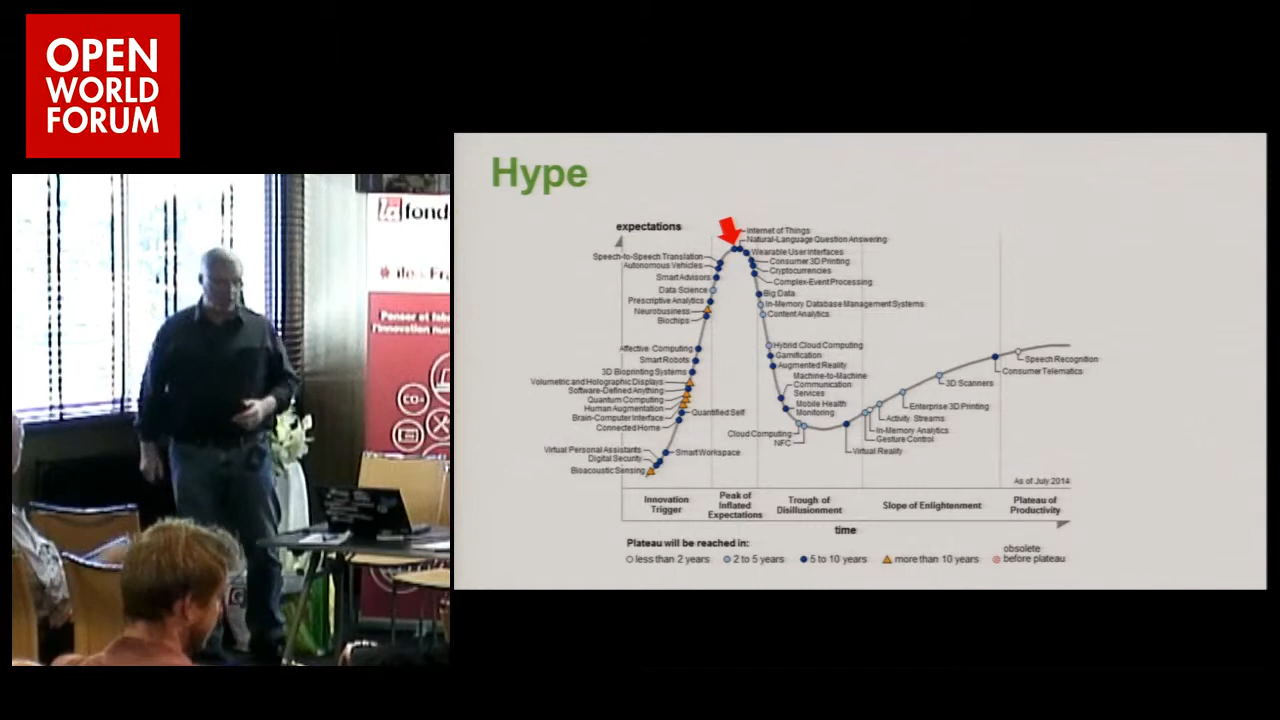 OPEN
WORLD
FORUM
fond
Hype
expectations
Internet of Things
Natural-Language Question Answering
Wearable User Interfaces
Consumer 3D Printing
Cryptocurrencies
Complex-Event Processing
Big Data
In-Memory Database Management Systems
Content Analytics
Speech-to-Speech Translation
Autonomous Vehicles
Smart Advisors
Data Science
Prescriptive Analytics
Neurobusiness
Biochips
Affective Computing
Smart Robots
3D Bioprinting Systems
Volumetric and Holographic Displays
Software-Defined Anything
Quantum Computing
Human Augmentation
Brain-Computer Interface
Connected Home
Quantified Self
Virtual Personal Assistants
Digital Security
Bioacoustic Sensing
Smart Workspace
Hybrid Cloud Computing
Gamification
Augmented Reality
Machine-to-Machine
Communication
Services
Mobile Health
Monitoring
Cloud Computing
NFC
Virtual Reality
Gesture Control
In-Memory Analytics
Activity Streams
Enterprise 3D Printing
3D Scanners
Consumer Telematics
Speech Recognition
As of July 2014
Innovation
Trigger
Peak of
Inflated
Expectations
Trough of
Disillusionment
Slope of Enlightenment
Plateau of
Productivity
time
Plateau will be reached in:
less than 2 years
2 to 5 years
5 to 10 years
more than 10 years
obsolete
before plateau